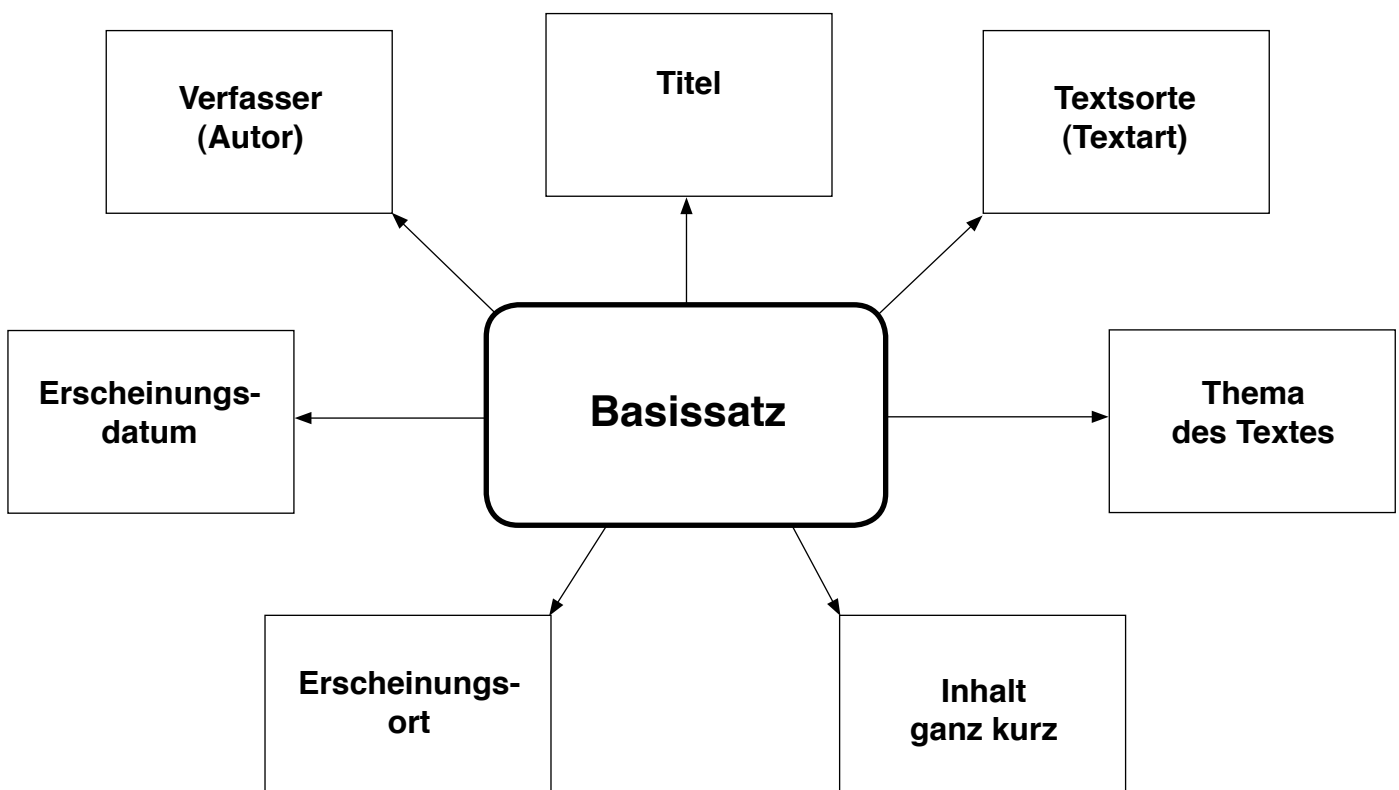 Verfasser
(Autor)
Titel
Textsorte
(Textart)
Erscheinungs-
datum
Basissatz
Thema
des Textes
Erscheinungs-
ort
Inhalt
ganz kurz